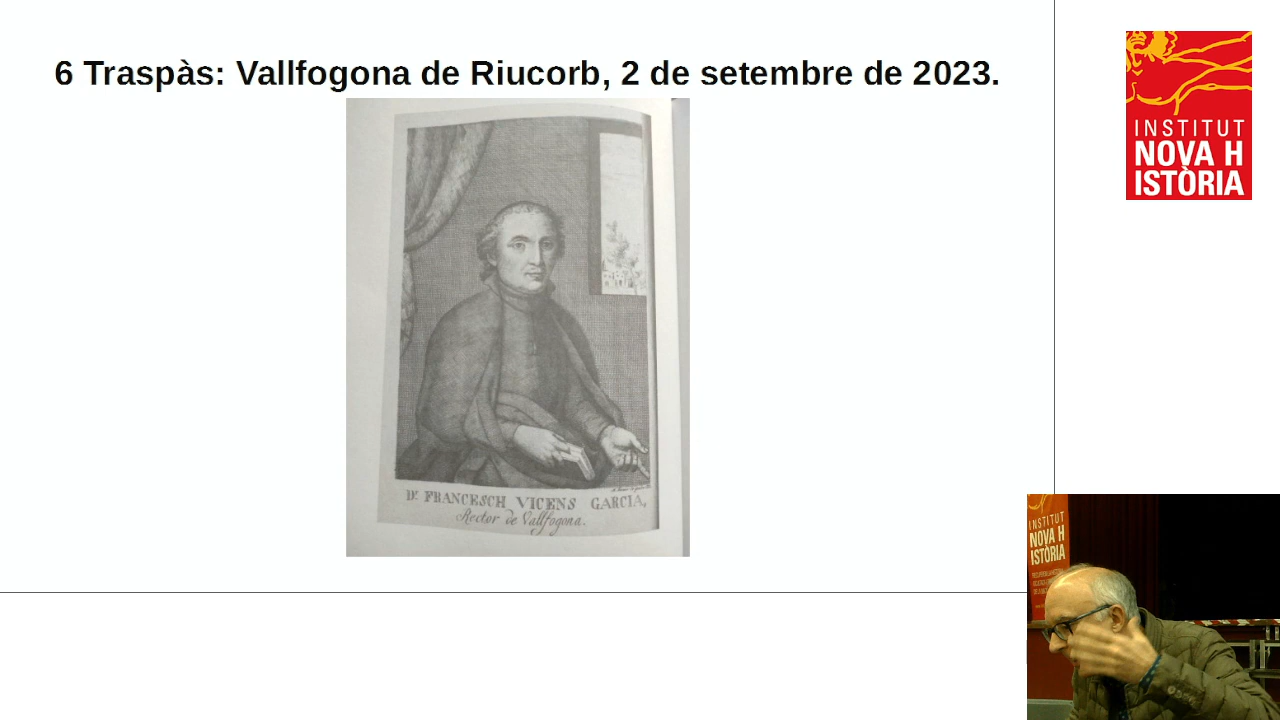 6 Traspàs: Vallfogona de Riucorb, 2 de setembre de 2023.
INSTITUT
NOVA H
ISTÒRIA
Dr. FRANCESCH VICENS GARCIA,
Rector de Vallfogona.
INSTITUT
NOVA H
ISTÒRIA